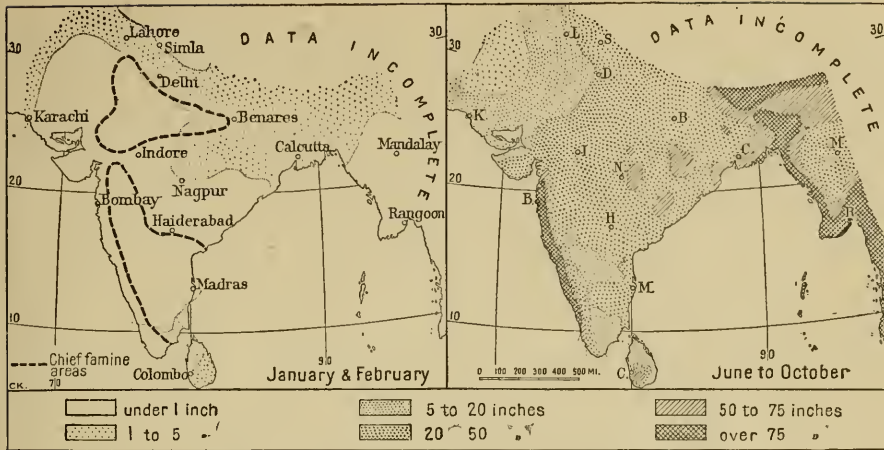 DATA INCOMPLETE
30
Lahore
Simla
Delhi
Karachi
Benares
Indore
Calcutta
Mandalay
20
Nagpur
Bombay
Haiderabad
Rangoon
Madras
10
Chief famine
areas
Colombo
90
CK.
70
January & February
DATA INCOMPLETE
30
L.
S.
D.
K.
B
I
C.
M.
N.
20
B.
H
R
M.
10
90
0 100 200 300 400 500 MI.
C.
June to October
under 1 inch
5 to 20 inches
50 to 75 inches
1 to 5 "
20 50 "
over 75 "